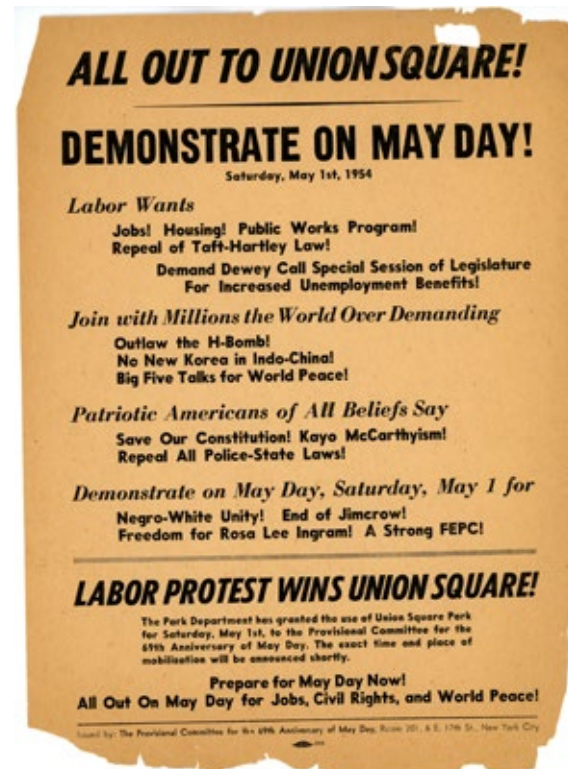 ALL OUT TO UNION SQUARE!
DEMONSTRATE ON MAY DAY!
Saturday, May 1st, 1954
Labor Wants
Jobs! Housing! Public Works Program!
Repeal of Taft-Hartley Law!
Demand Dewey Call Special Session of Legislature
For Increased Unemployment Benefits!
Join with Millions the World Over Demanding
Outlaw the H-Bomb!
No New Korea in Indo-China!
Big Five Talks for World Peace!
Patriotic Americans of All Beliefs Say
Save Our Constitution! Kayo McCarthyism!
Repeal All Police-State Laws!
Demonstrate on May Day, Saturday, May 1 for
Negro-White Unity! End of Jimcrow!
Freedom for Rosa Lee Ingram! A Strong FEPC!
LABOR PROTEST WINS UNION SQUARE!
The Park Department has granted the use of Union Square Park
for Saturday, May 1st, to the Provisional Committee for the
69th Anniversary of May Day. The exact time and place of
mobilization will be announced shortly.
Prepare for May Day Now!
All Out On May Day for Jobs, Civil Rights, and World Peace!
Issued by: The Provisional Committee for the 69th Anniversary of May Day, Room 201, 6 E. 17th St., New York City